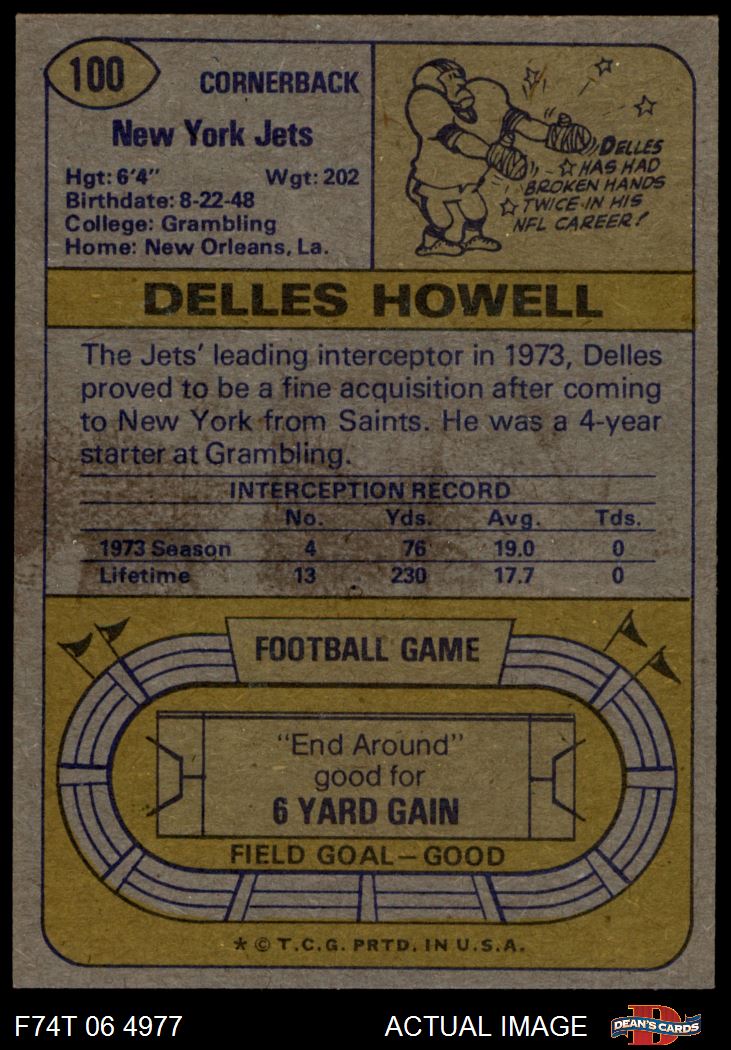 100
CORNERBACK
New York Jets
Hgt: 6'4" Wgt: 202
Birthdate: 8-22-48
College: Grambling
Home: New Orleans, La.
DELLES
HAS HAD
BROKEN HANDS
TWICE IN HIS
NFL CAREER!
DELLES HOWELL
The Jets' leading interceptor in 1973, Delles
proved to be a fine acquisition after coming
to New York from Saints. He was a 4-year
starter at Grambling.
INTERCEPTION RECORD
No. Yds. Avg. Tds.
1973 Season 4 76 19.0 0
Lifetime 13 230 17.7 0
FOOTBALL GAME
"End Around"
good for
6 YARD GAIN
FIELD GOAL—GOOD
* © T.C.G. PRTD. IN U.S.A.
F74T 06 4977 ACTUAL IMAGE
D
DEAN'S CARDS